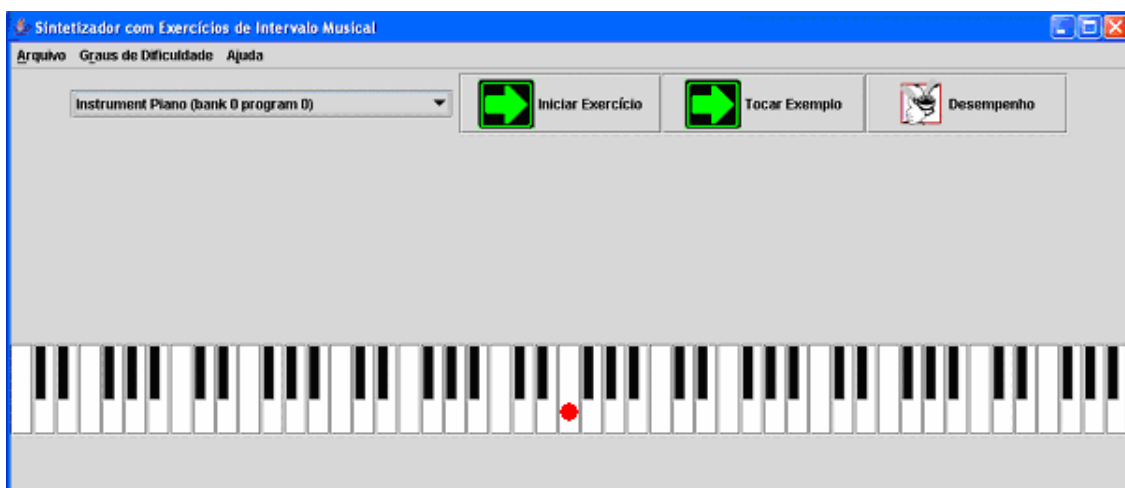 Sintetizador com Exercícios de Intervalo Musical
Arquivo Graus de Dificuldade Ajuda
Instrument Piano (bank 0 program 0) Iniciar Exercício Tocar Exemplo Desempenho